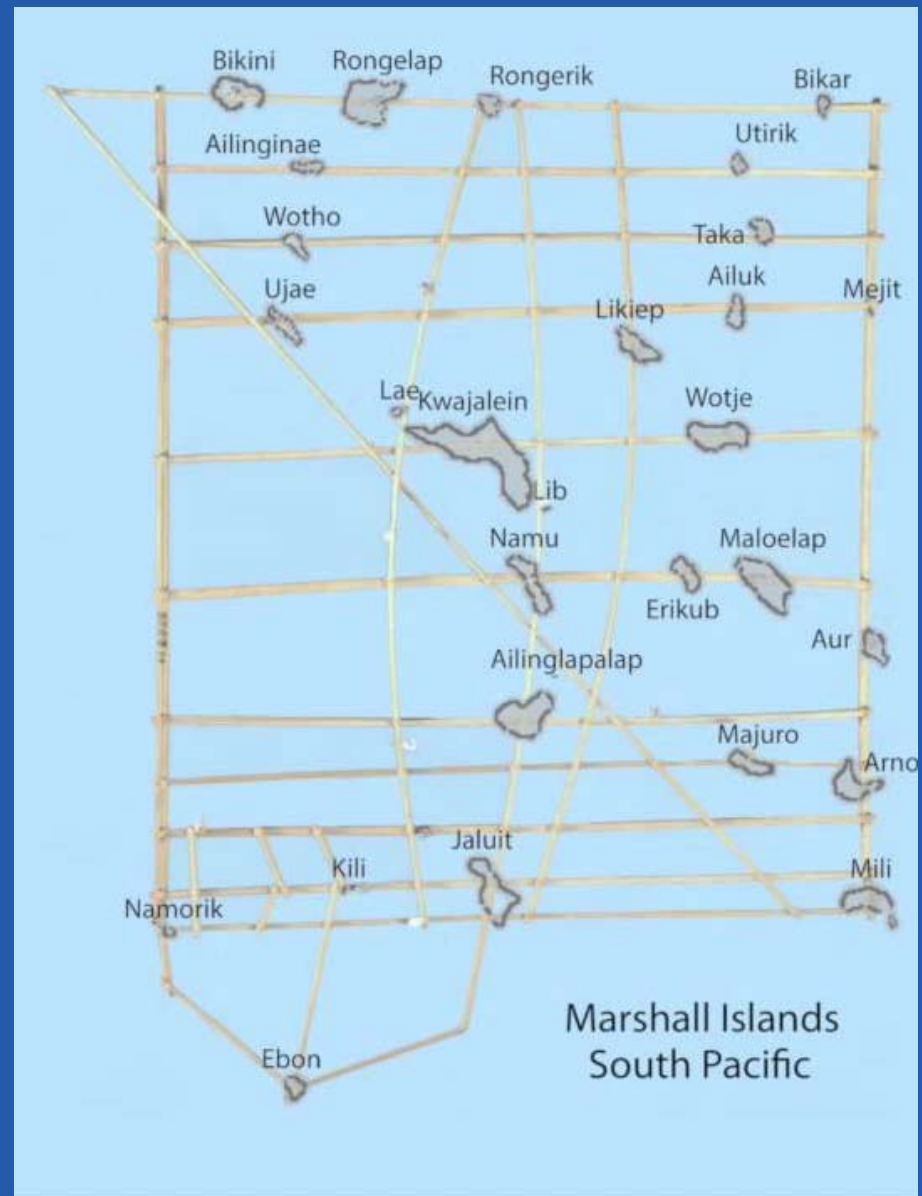 Bikini
Rongelap
Rongerik
Bikar
Ailinginae
Utirik
Wotho
Taka
Ujae
Ailuk
Mejit
Likiep
Lae
Kwajalein
Wotje
Lib
Namu
Maloelap
Erikub
Aur
Ailinglapalap
Majuro
Arno
Jaluit
Kili
Mili
Namorik
Marshall Islands
South Pacific
Ebon